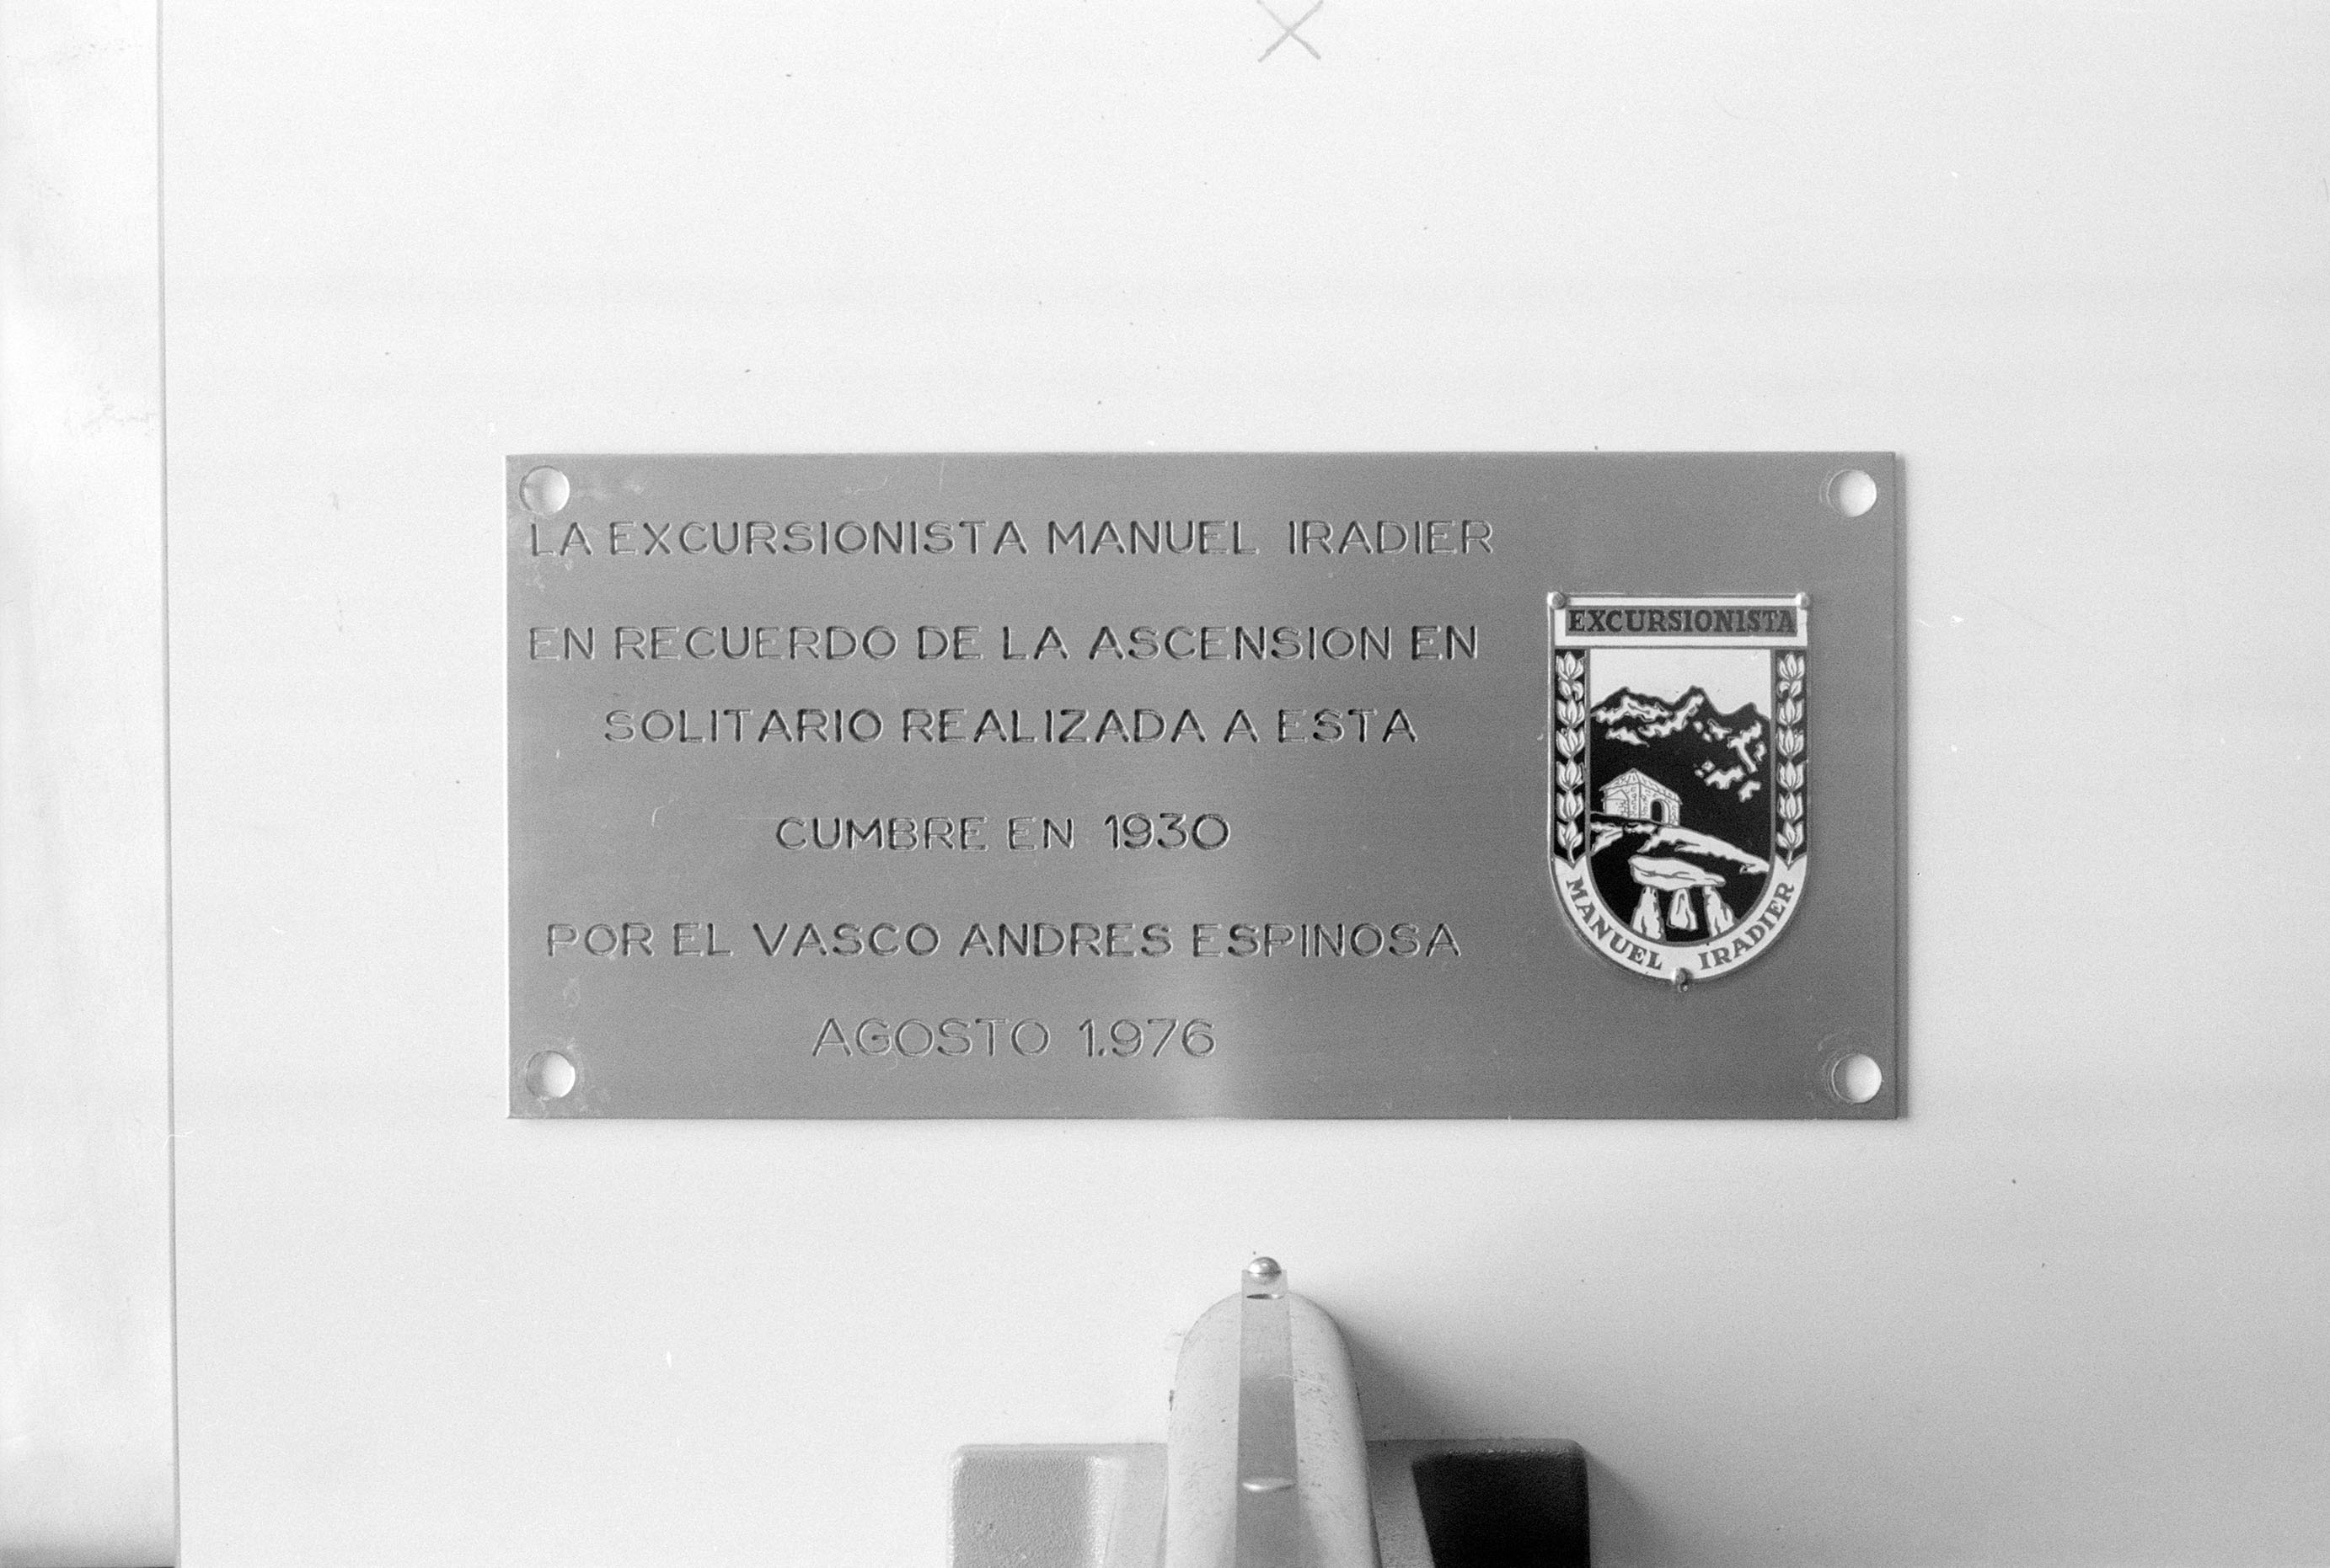 LA EXCURSIONISTA MANUEL IRADIER
EN RECUERDO DE LA ASCENSION EN
SOLITARIO REALIZADA A ESTA
CUMBRE EN 1930
POR EL VASCO ANDRES ESPINOSA
AGOSTO 1.976
EXCURSIONISTA
MANUEL IRADIER